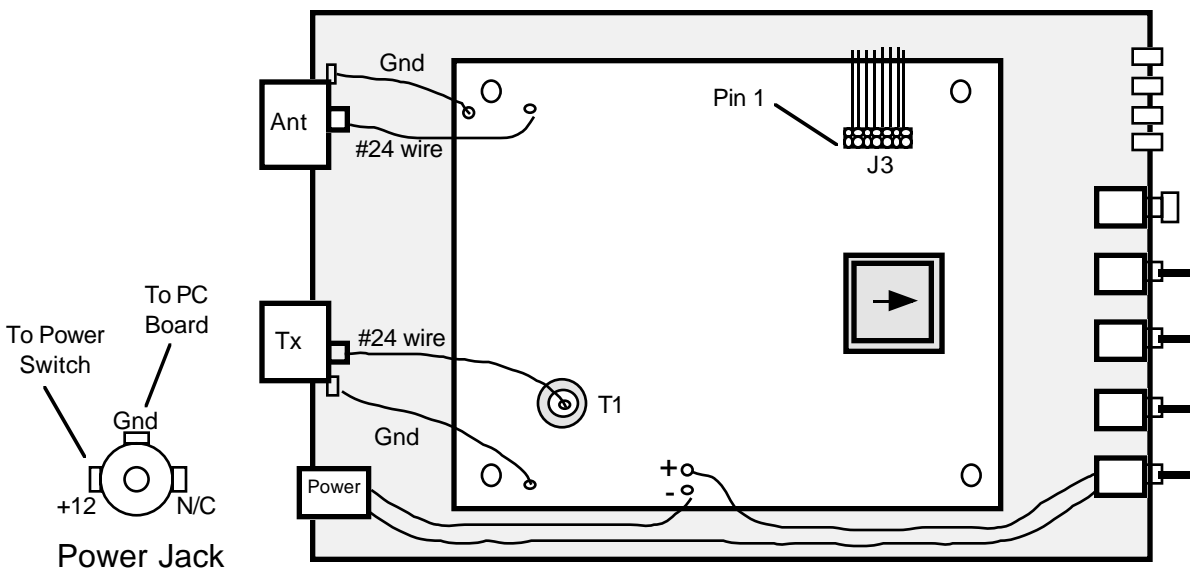 Gnd
Ant
#24 wire
Pin 1
J3
To PC
Board
To Power
Switch
Tx
#24 wire
T1
Gnd
Gnd
+
-
Power
+12
N/C
Power Jack